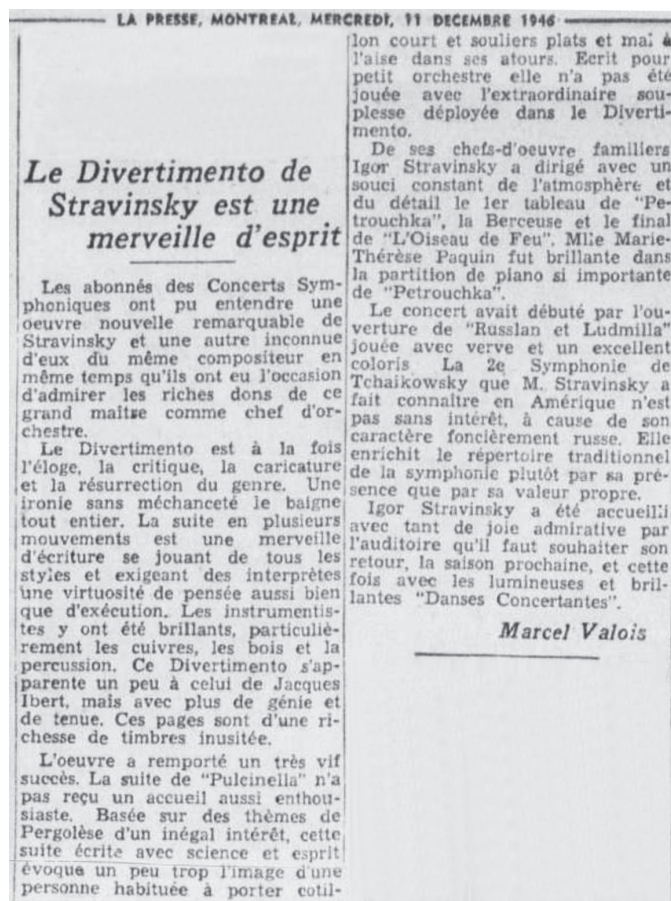 LA PRESSE, MONTREAL, MERCREDI, 11 DECEMBRE 1946
Le Divertimento de
Stravinsky est une
merveille d'esprit
Les abonnés des Concerts Sym-
phoniques ont pu entendre une
oeuvre nouvelle remarquable de
Stravinsky et une autre inconnue
d'eux du même compositeur en
même temps qu'ils ont eu l'occasion
d'admirer les riches dons de ce
grand maître comme chef d'or-
chestre.
Le Divertimento est à la fois
l'éloge, la critique, la caricature
et la résurrection du genre. Une
ironie sans méchanceté le baigne
tout entier. La suite en plusieurs
mouvements est une merveille
d'écriture se jouant de tous les
styles et exigeant des interprètes
une virtuosité de pensée aussi bien
que d'exécution. Les instrumentis-
tes y ont été brillants, particuliè-
rement les cuivres, les bois et la
percussion. Ce Divertimento s'ap-
parente un peu à celui de Jacques
Ibert, mais avec plus de génie et
de tenue. Ces pages sont d'une ri-
chesse de timbres inusitée.
L'oeuvre a remporté un très vif
succès. La suite de "Pulcinella" n'a
pas reçu un accueil aussi enthou-
siaste. Basée sur des thèmes de
Pergolèse d'un inégal intérêt, cette
suite écrite avec science et esprit
évoque un peu trop l'image d'une
personne habituée à porter cotil-
lon court et souliers plats et mal à
l'aise dans ses atours. Ecrit pour
petit orchestre elle n'a pas été
jouée avec l'extraordinaire sou-
plesse déployée dans le Diverti-
mento.
De ses chefs-d'oeuvre familiers
Igor Stravinsky a dirigé avec un
souci constant de l'atmosphère et
du détail le 1er tableau de "Pe-
trouchka", la Berceuse et le final
de "L'Oiseau de Feu". Mlle Marie-
Thérèse Paquin fut brillante dans
la partition de piano si importante
de "Petrouchka".
Le concert avait débuté par l'ou-
verture de "Russlan et Ludmilla"
jouée avec verve et un excellent
coloris La 2e Symphonie de
Tchaikowsky que M. Stravinsky a
fait connaître en Amérique n'est
pas sans intérêt, à cause de son
caractère foncièrement russe. Elle
enrichit le répertoire traditionnel
de la symphonie plutôt par sa pré-
sence que par sa valeur propre.
Igor Stravinsky a été accueilli
avec tant de joie admirative par
l'auditoire qu'il faut souhaiter son
retour, la saison prochaine, et cette
fois avec les lumineuses et bril-
lantes "Danses Concertantes".
Marcel Valois